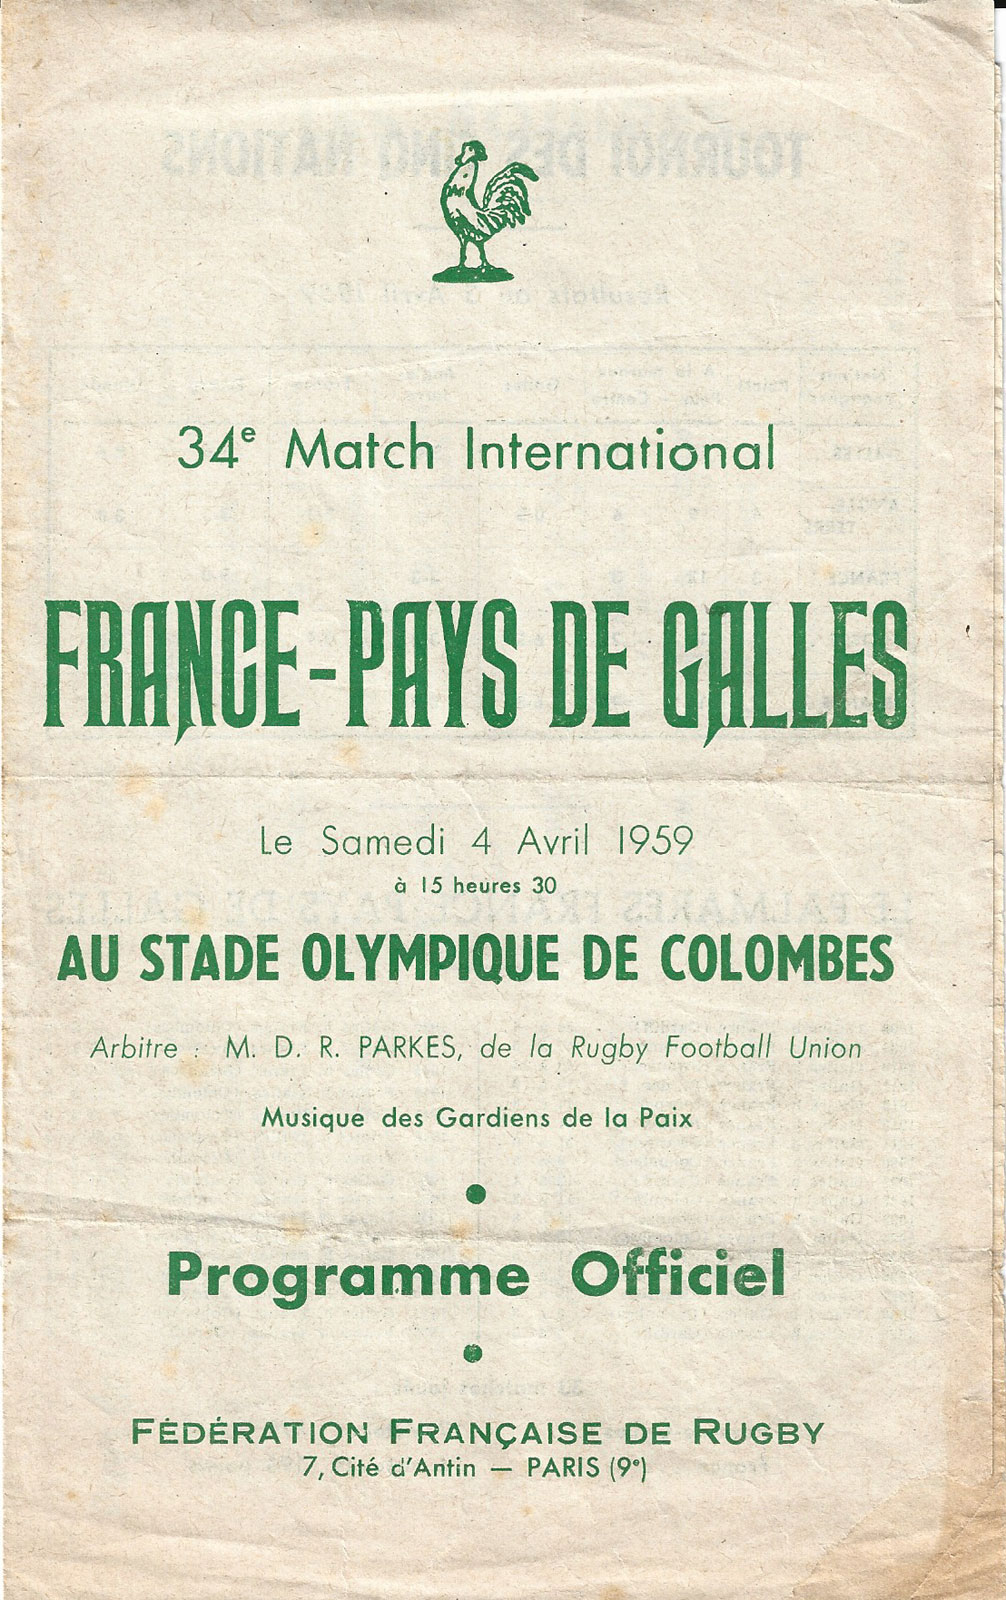 34e Match International
FRANCE-PAYS DE GALLES
Le Samedi 4 Avril 1959
à 15 heures 30
AU STADE OLYMPIQUE DE COLOMBES
Arbitre : M. D. R. PARKES, de la Rugby Football Union
Musique des Gardiens de la Paix
Programme Officiel
FÉDÉRATION FRANÇAISE DE RUGBY
7, Cité d'Antin — PARIS (9e)